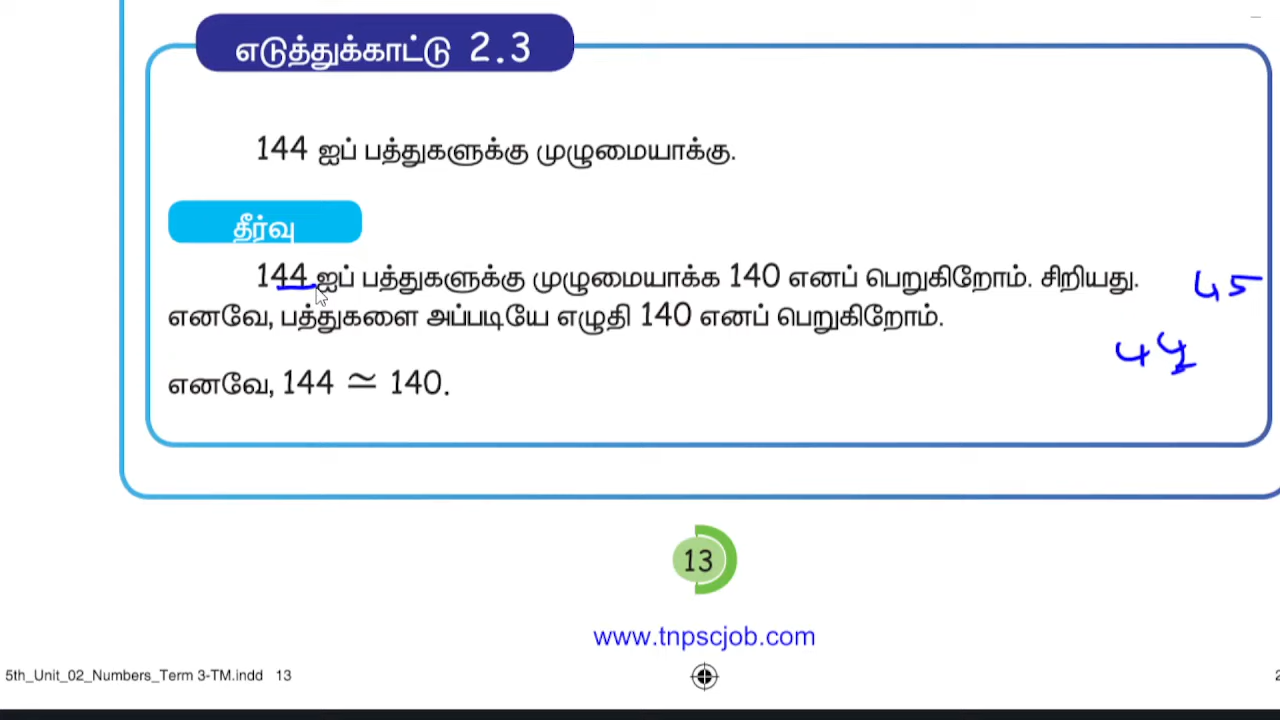 எடுத்துக்காட்டு 2.3
144 ஐப் பத்துகளுக்கு முழுமையாக்கு.
தீர்வு
144 ஐப் பத்துகளுக்கு முழுமையாக்க 140 எனப் பெறுகிறோம். சிறியது.
45
எனவே, பத்துகளை அப்படியே எழுதி 140 எனப் பெறுகிறோம்.
44
எனவே, 144 ≃ 140.
13
www.tnpscjob.com
5th_Unit_02_Numbers_Term 3-TM.indd 13